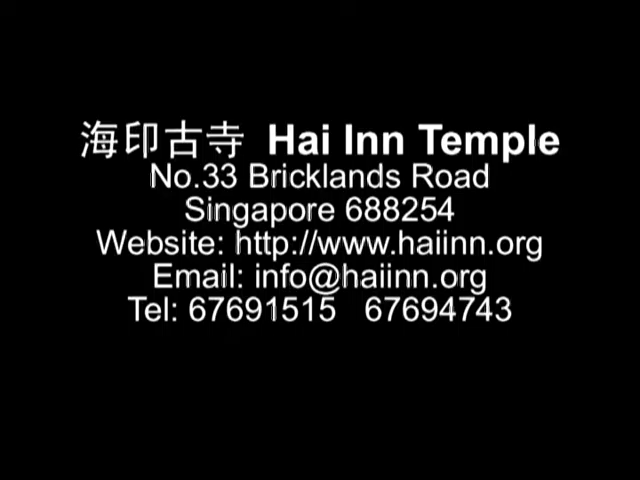 海印古寺 Hai Inn Temple
No.33 Bricklands Road
Singapore 688254
Website: http://www.haiinn.org
Email: info@haiinn.org
Tel: 67691515 67694743